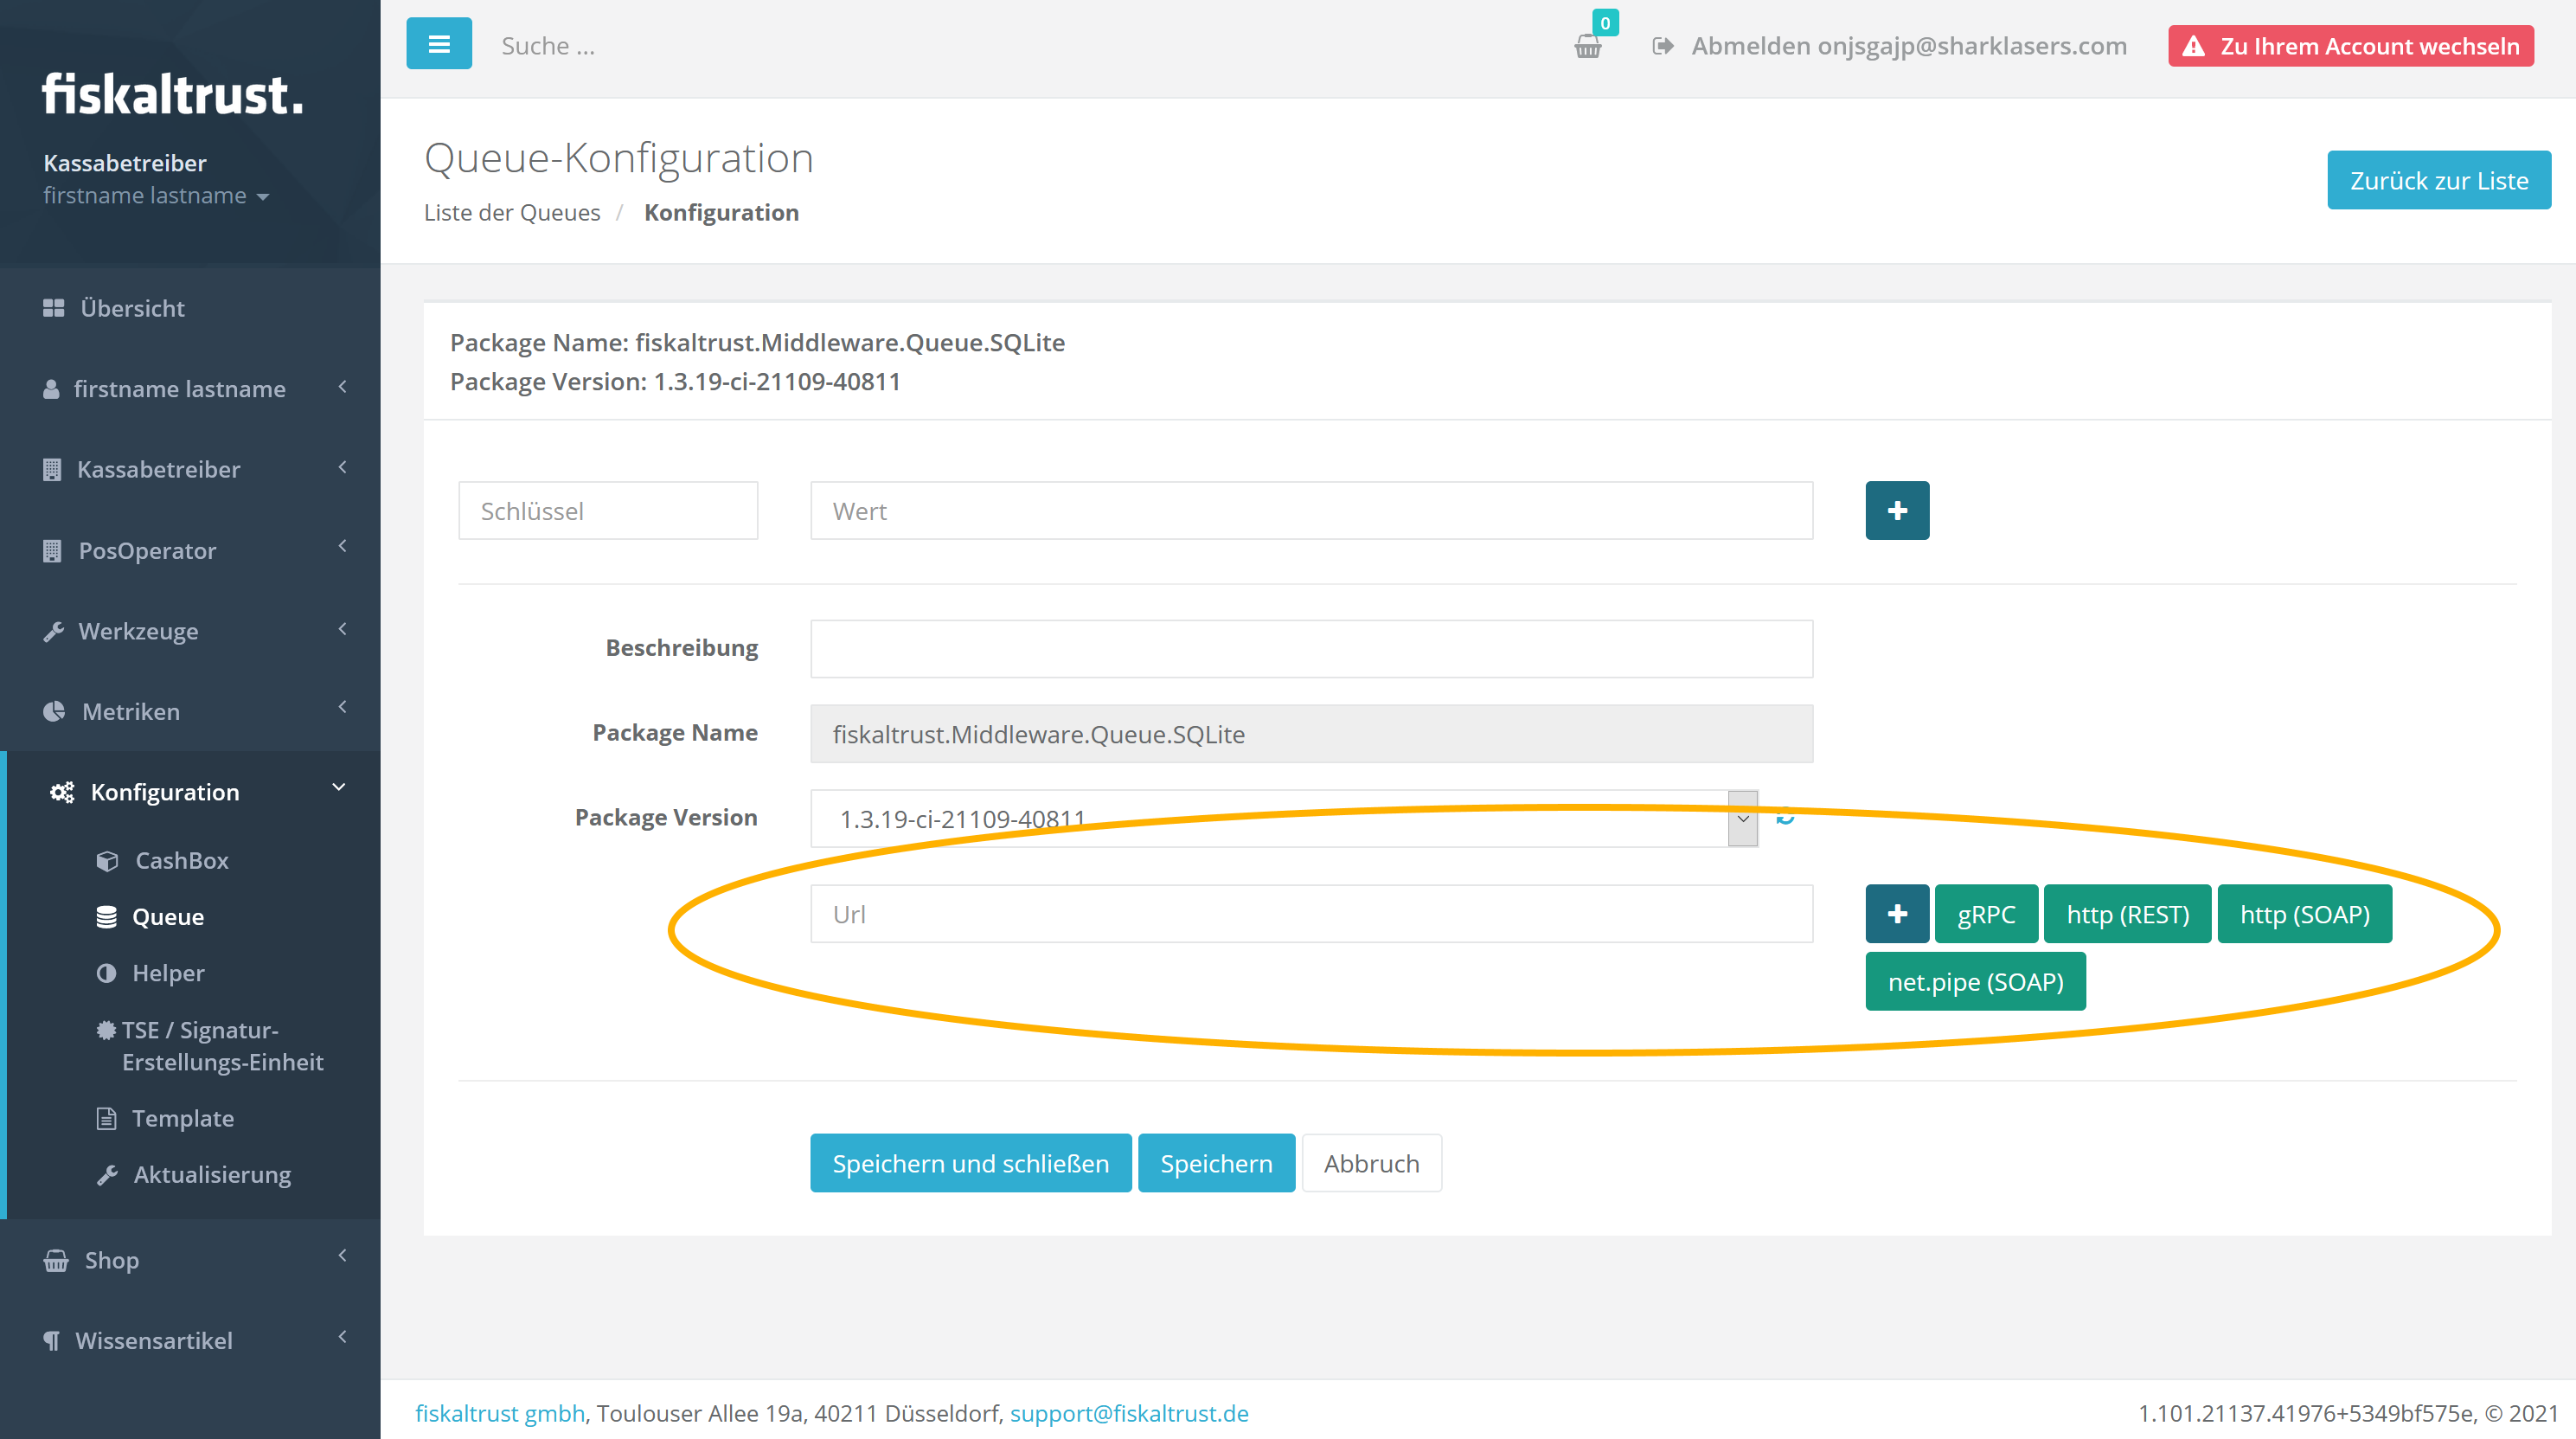 fiskaltrust.
Kassabetreiber
firstname lastname
Übersicht
firstname lastname
Kassabetreiber
PosOperator
Werkzeuge
Metriken
Konfiguration
CashBox
Queue
Helper
TSE / Signatur-
Erstellungs-Einheit
Template
Aktualisierung
Shop
Wissensartikel
Suche ...
0
Abmelden onjsgajp@sharklasers.com
Zu Ihrem Account wechseln
Queue-Konfiguration
Liste der Queues / Konfiguration
Zurück zur Liste
Package Name: fiskaltrust.Middleware.Queue.SQLite
Package Version: 1.3.19-ci-21109-40811
Schlüssel Wert
Beschreibung
Package Name fiskaltrust.Middleware.Queue.SQLite
Package Version 1.3.19-ci-21109-40811
Url gRPC http (REST) http (SOAP)
net.pipe (SOAP)
Speichern und schließen Speichern Abbruch
fiskaltrust gmbh, Toulouser Allee 19a, 40211 Düsseldorf, support@fiskaltrust.de 1.101.21137.41976+5349bf575e, © 2021